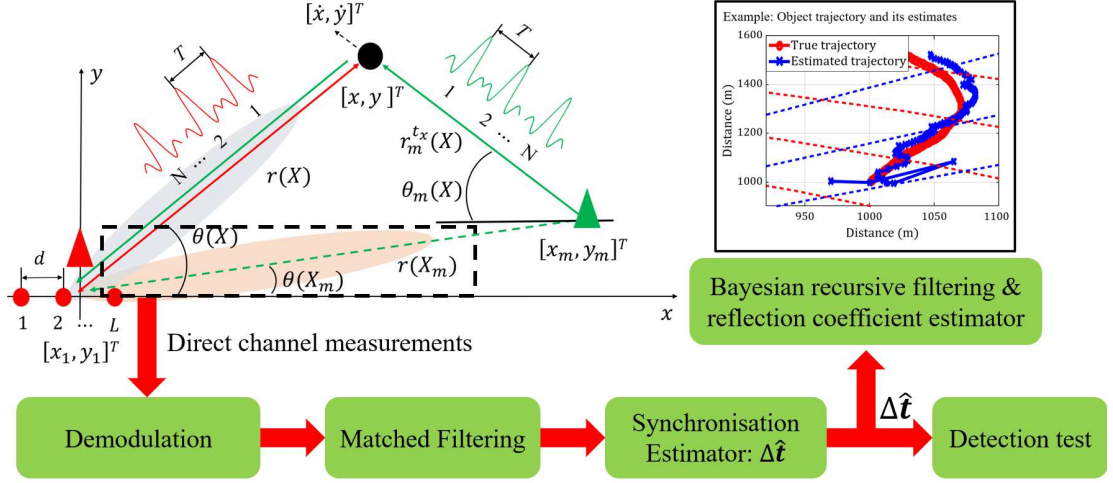 [ẋ, ẏ]ᵀ
T
y
[x, y]ᵀ
1
2
...
N
r(X)
T
1
2
...
N
r_m^{t_x}(X)
θ_m(X)
[x_m, y_m]ᵀ
θ(X)
r(X_m)
θ(X_m)
d
x
1
2
...
L
[x_1, y_1]ᵀ
Direct channel measurements
Example: Object trajectory and its estimates
True trajectory
Estimated trajectory
Distance (m)
1600
1400
1200
1000
950
1000
1050
1100
Distance (m)
Bayesian recursive filtering &
reflection coefficient estimator
Δt̂
Demodulation
Matched Filtering
Synchronisation
Estimator: Δt̂
Detection test